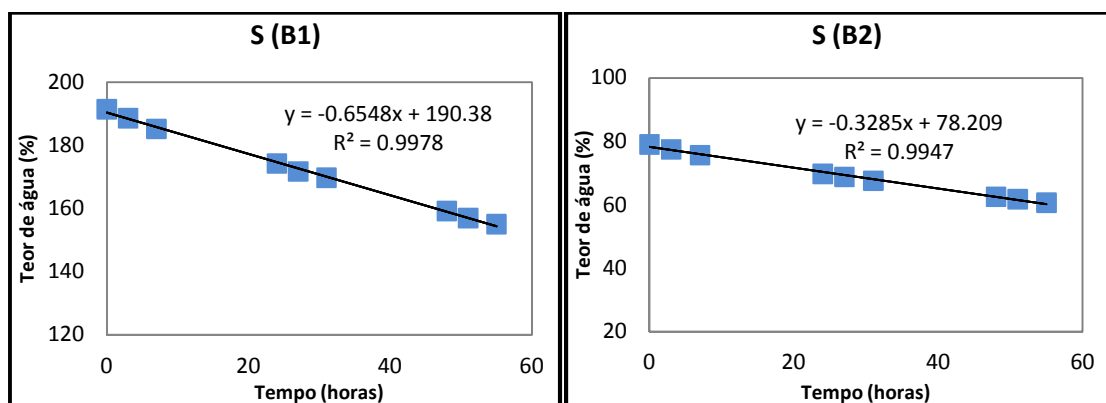 S (B1)
200
180
160
140
120
Teor de água (%)
y = -0.6548x + 190.38
R² = 0.9978
0 20 40 60
Tempo (horas)
S (B2)
100
80
60
40
20
Teor de água (%)
y = -0.3285x + 78.209
R² = 0.9947
0 20 40 60
Tempo (horas)